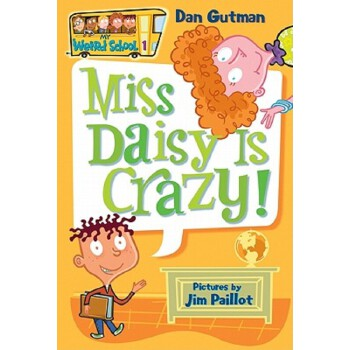 Dan Gutman
MY
Weird School 1
Miss
Daisy Is
Crazy!
Pictures by
Jim Paillot